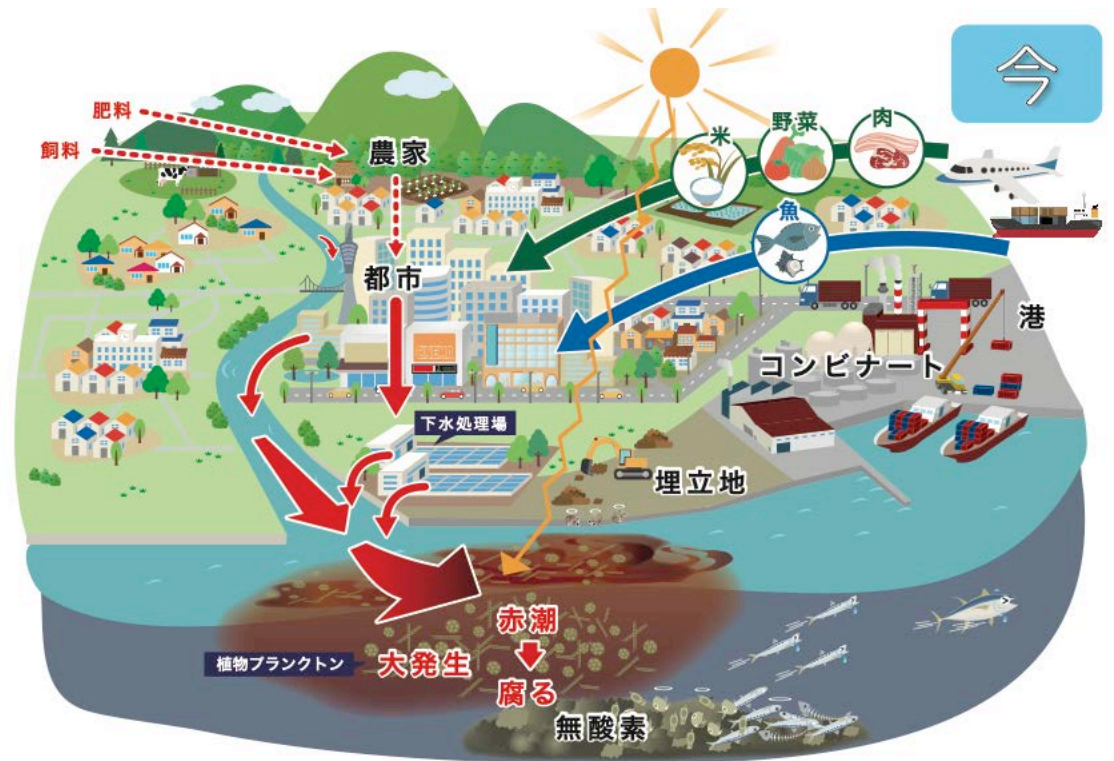 今
肥料
飼料
農家
米
野菜
肉
魚
都市
港
コンビナート
下水処理場
埋立地
赤潮
植物プランクトン
大発生
腐る
無酸素